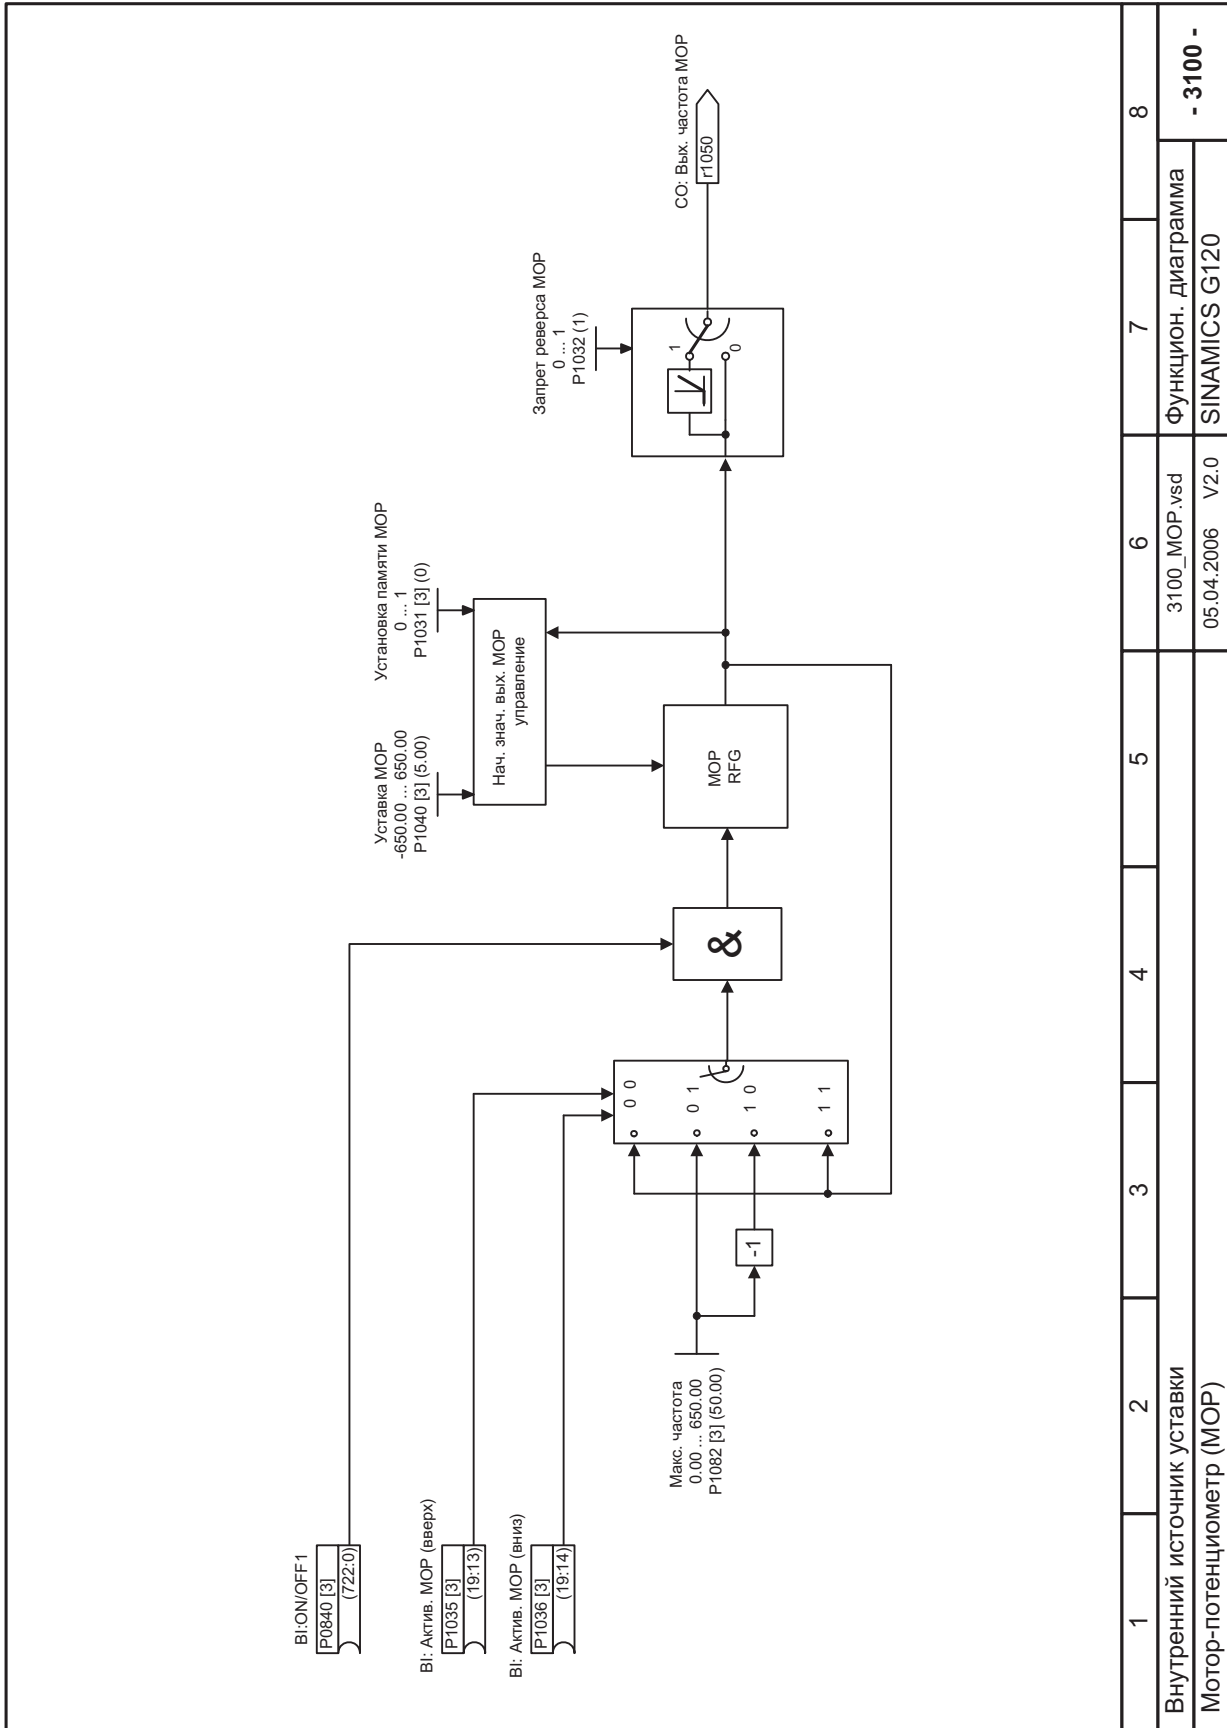 BI:ON/OFF1
P0840 [3]
(722:0)
BI: Актив. MOP (вверх)
P1035 [3]
(19:13)
BI: Актив. MOP (вниз)
P1036 [3]
(19:14)
Макс. частота
0.00 ... 650.00
P1082 [3] (50.00)
-1
0 0
0 1
1 0
1 1
&
Уставка MOP
-650.00 ... 650.00
P1040 [3] (5.00)
Установка памяти MOP
0 ... 1
P1031 [3] (0)
Нач. знач. вых. MOP
управление
MOP
RFG
Запрет реверса MOP
0 ... 1
P1032 (1)
1
0
CO: Вых. частота MOP
r1050
1 2 3 4 5 6 7 8
Внутренний источник уставки 3100_MOP.vsd Функцион. диаграмма
- 3100 -
Мотор-потенциометр (MOP) 05.04.2006 V2.0 SINAMICS G120